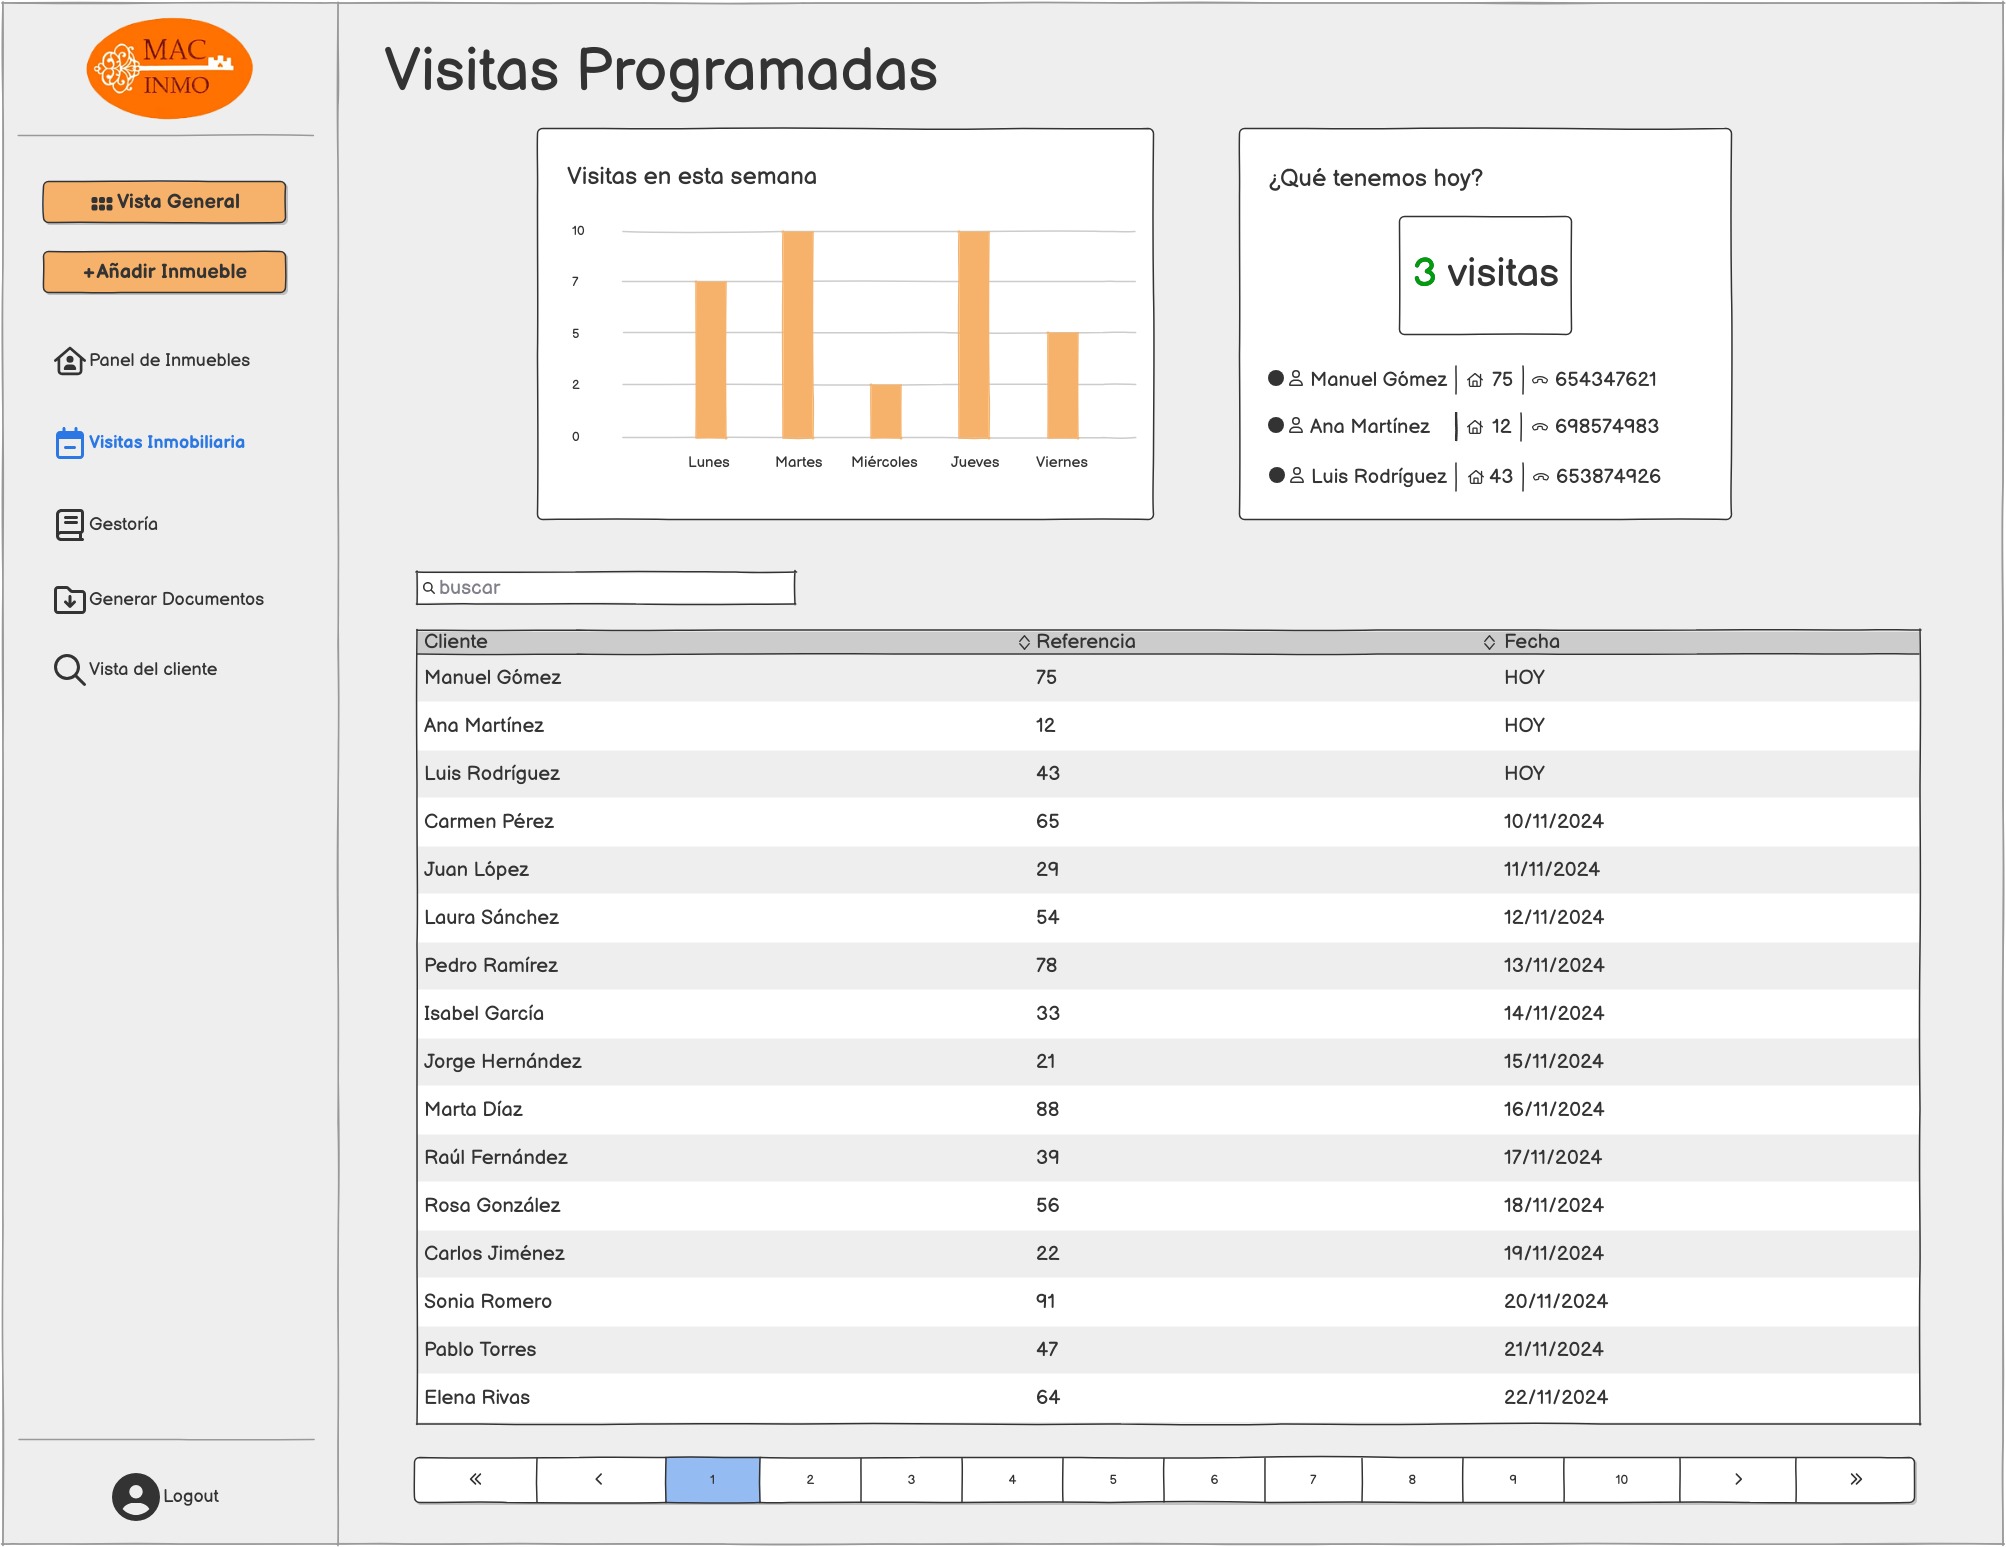 MAC
INMO
Vista General
+Añadir Inmueble
Panel de Inmuebles
Visitas Inmobiliaria
Gestoría
Generar Documentos
Vista del cliente
Logout
Visitas Programadas
Visitas en esta semana
10
7
5
2
0
Lunes Martes Miércoles Jueves Viernes
¿Qué tenemos hoy?
3 visitas
Manuel Gómez 75 654347621
Ana Martínez 12 698574983
Luis Rodríguez 43 653874926
buscar
Cliente Referencia Fecha
Manuel Gómez 75 HOY
Ana Martínez 12 HOY
Luis Rodríguez 43 HOY
Carmen Pérez 65 10/11/2024
Juan López 29 11/11/2024
Laura Sánchez 54 12/11/2024
Pedro Ramírez 78 13/11/2024
Isabel García 33 14/11/2024
Jorge Hernández 21 15/11/2024
Marta Díaz 88 16/11/2024
Raúl Fernández 39 17/11/2024
Rosa González 56 18/11/2024
Carlos Jiménez 22 19/11/2024
Sonia Romero 91 20/11/2024
Pablo Torres 47 21/11/2024
Elena Rivas 64 22/11/2024
« < 1 2 3 4 5 6 7 8 9 10 > »